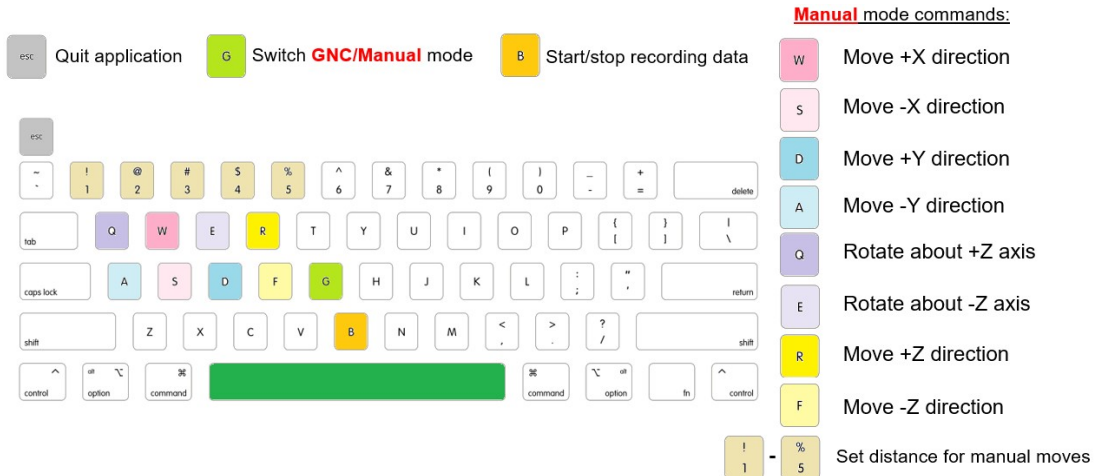 Manual mode commands:
esc Quit application G Switch GNC/Manual mode B Start/stop recording data
W Move +X direction
S Move -X direction
D Move +Y direction
A Move -Y direction
Q Rotate about +Z axis
E Rotate about -Z axis
R Move +Z direction
F Move -Z direction
! 1 - % 5 Set distance for manual moves
esc
~ ! @ # $ % ^ & * ( ) _ +
` 1 2 3 4 5 6 7 8 9 0 - = delete
tab Q W E R T Y U I O P { [ } ] | \
caps lock A S D F G H J K L : ; " ' return
shift Z X C V B N M < , > . ? / shift
^ alt ⌥ ⌘ ⌘ ⌥ alt ^
control option command command option fn control